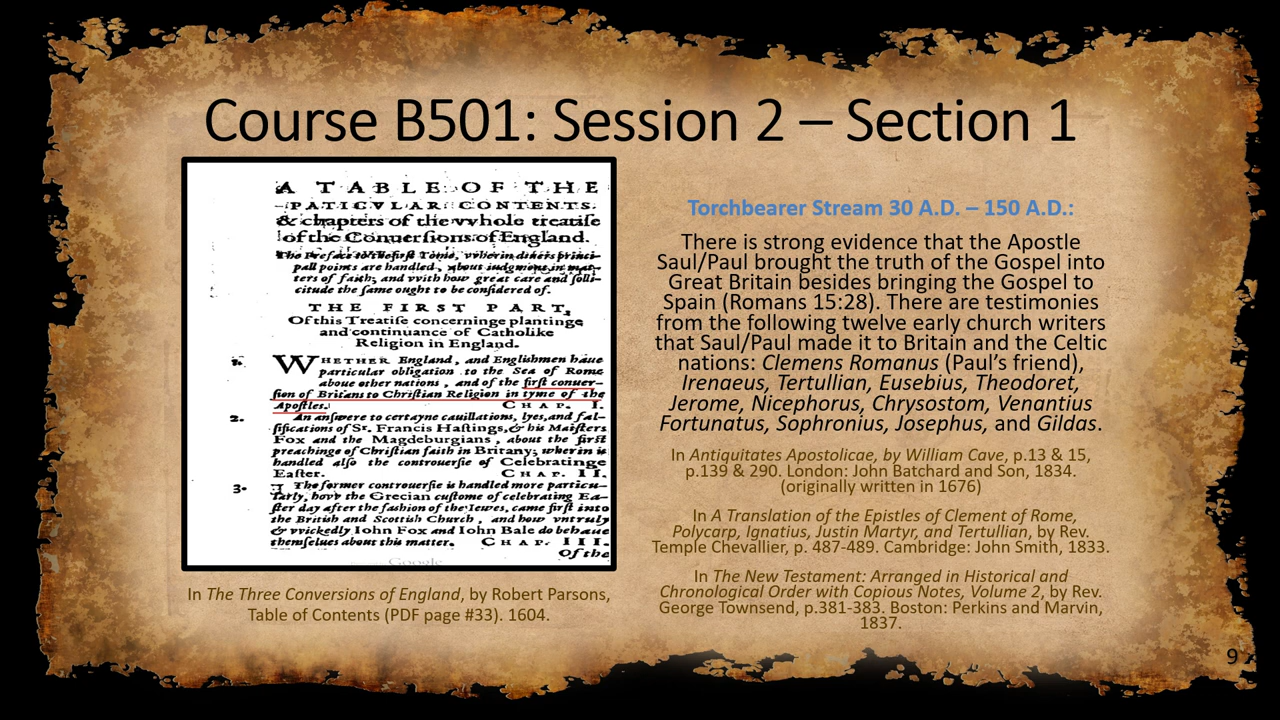 Course B501: Session 2 – Section 1
A TABLE OF THE
PATICVLAR CONTENTS.
& chapters of the vvhole treatiſe
of the Conuerſions of England.
The Preface to the firſt Tome, vvherin diuers princi-
pall points are handled, about iudgment in mat-
ters of faith; and vvith how great care and ſolli-
citude the ſame ought to be conſidered of.
THE FIRST PART,
Of this Treatiſe concerninge plantinge
and continuance of Catholike
Religion in England.
1. WHETHER England, and Engliſhmen haue
particular obligation to the Sea of Rome
aboue other nations, and of the firſt conuer-
ſion of Britans to Chriſtian Religion in tyme of the
Apoſtles. CHAP. I.
2. An anſwere to certayne cauillations, lyes, and fal-
ſifications of Sr. Francis Haſtings, & his Maiſters
Fox and the Magdeburgians, about the firſt
preachinge of Chriſtian faith in Britany; wherin is
handled alſo the controuerſie of Celebratinge
Eaſter. CHAP. II.
3. The former controuerſie is handled more particu-
larly, hovv the Grecian cuſtome of celebrating Ea-
ſter day after the faſhion of the Iewes, came firſt into
the Britiſh and Scottiſh Church, and how vntruly
& vvickedly Iohn Fox and Iohn Bale do behaue
themſelues about this matter. CHAP. III.
Of the
Google
In The Three Conversions of England, by Robert Parsons,
Table of Contents (PDF page #33). 1604.
Torchbearer Stream 30 A.D. – 150 A.D.:
There is strong evidence that the Apostle
Saul/Paul brought the truth of the Gospel into
Great Britain besides bringing the Gospel to
Spain (Romans 15:28). There are testimonies
from the following twelve early church writers
that Saul/Paul made it to Britain and the Celtic
nations: Clemens Romanus (Paul’s friend),
Irenaeus, Tertullian, Eusebius, Theodoret,
Jerome, Nicephorus, Chrysostom, Venantius
Fortunatus, Sophronius, Josephus, and Gildas.
In Antiquitates Apostolicae, by William Cave, p.13 & 15,
p.139 & 290. London: John Batchard and Son, 1834.
(originally written in 1676)
In A Translation of the Epistles of Clement of Rome,
Polycarp, Ignatius, Justin Martyr, and Tertullian, by Rev.
Temple Chevallier, p. 487-489. Cambridge: John Smith, 1833.
In The New Testament: Arranged in Historical and
Chronological Order with Copious Notes, Volume 2, by Rev.
George Townsend, p.381-383. Boston: Perkins and Marvin,
1837.
9